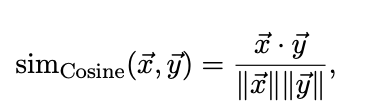 sim_Cosine(x⃗, y⃗) = x⃗ · y⃗ / ‖x⃗‖‖y⃗‖,